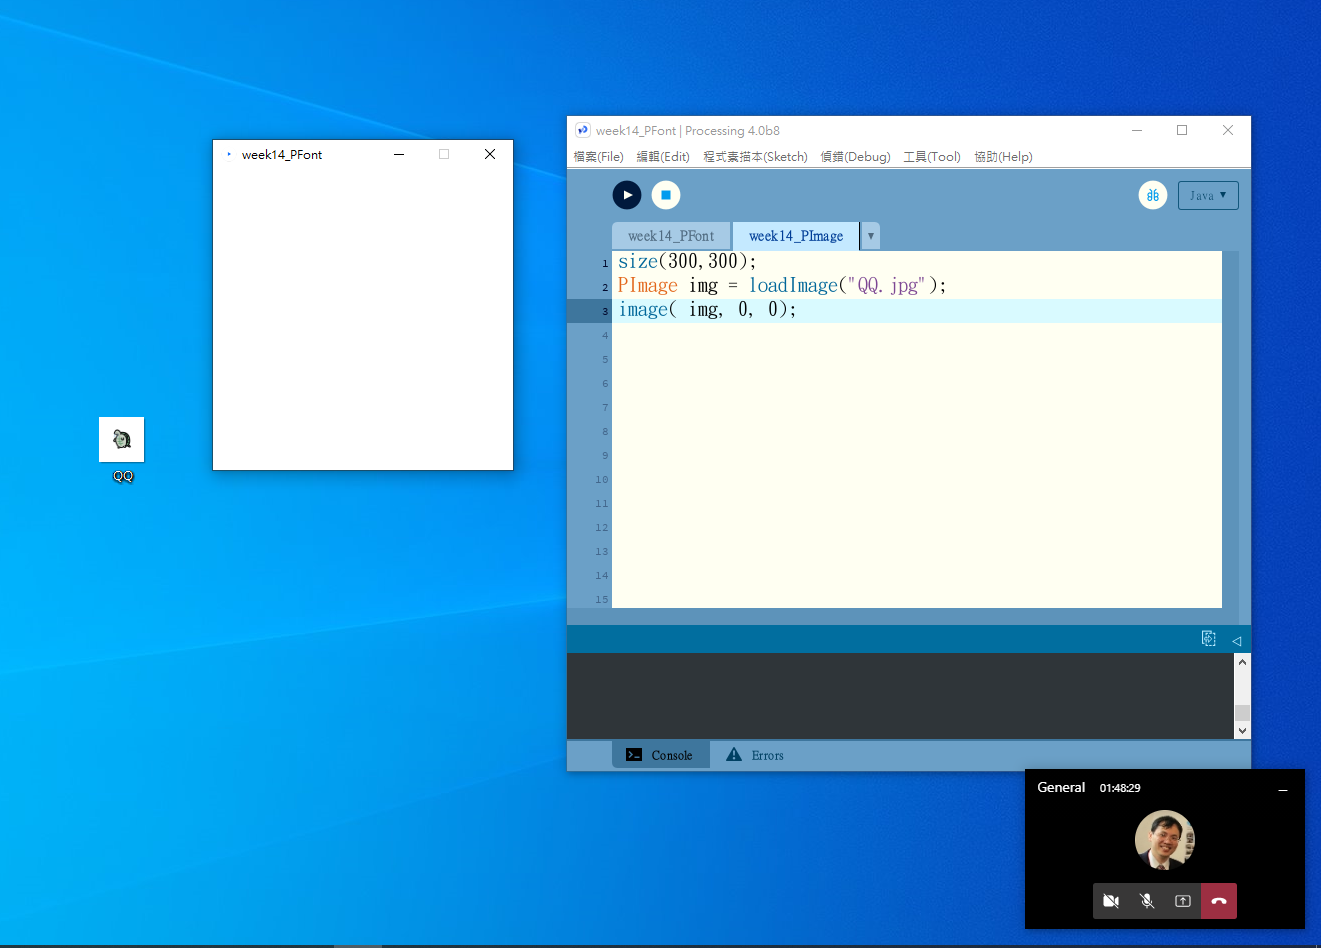 week14_PFont
QQ
week14_PFont | Processing 4.0b8
檔案(File) 編輯(Edit) 程式素描本(Sketch) 偵錯(Debug) 工具(Tool) 協助(Help)
Java ▼
week14_PFont week14_PImage ▼
1 size(300,300);
2 PImage img = loadImage("QQ.jpg");
3 image( img, 0, 0);
4
5
6
7
8
9
10
11
12
13
14
15
Console Errors
General 01:48:29